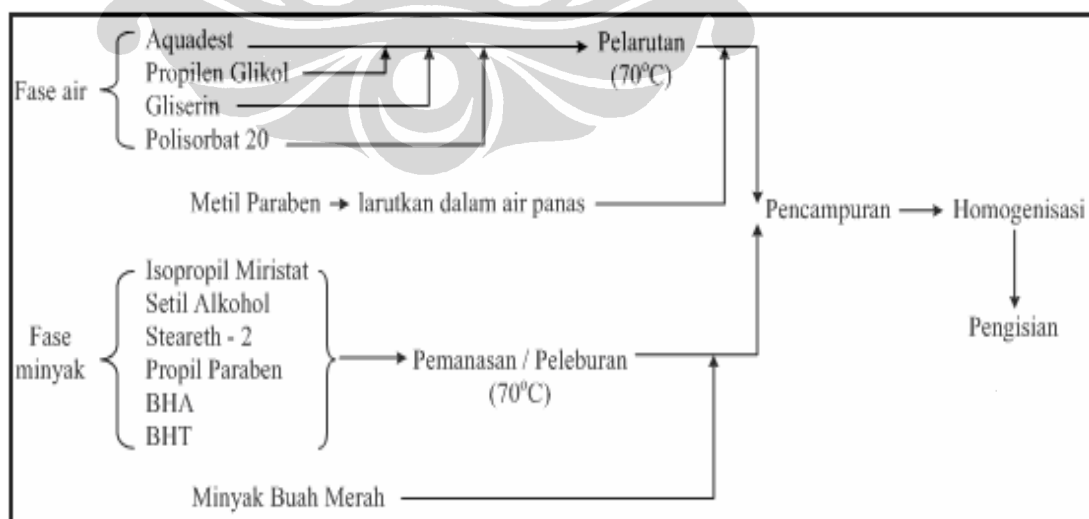 Fase air
Aquadest
Propilen Glikol
Gliserin
Polisorbat 20
Pelarutan
(70°C)
Metil Paraben → larutkan dalam air panas
Pencampuran
Homogenisasi
Pengisian
Fase
minyak
Isopropil Miristat
Setil Alkohol
Steareth - 2
Propil Paraben
BHA
BHT
Pemanasan / Peleburan
(70°C)
Minyak Buah Merah